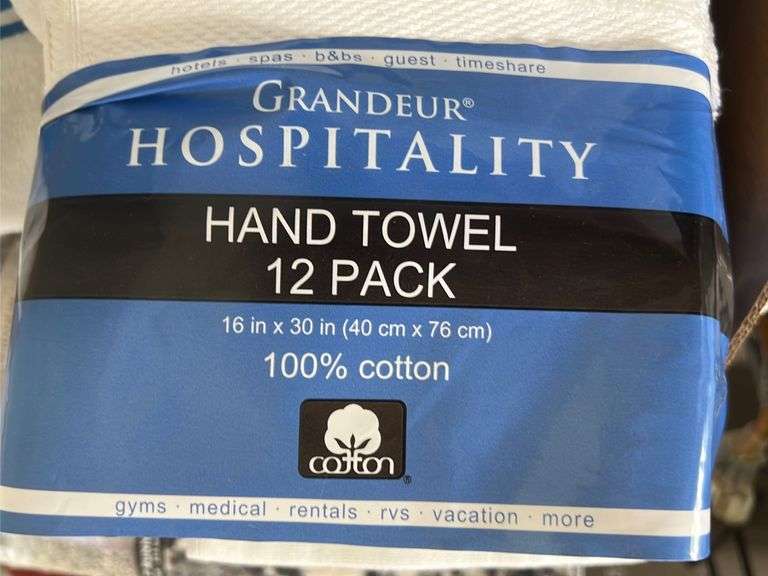 hotels · spas · b&bs · guest · timeshare
GRANDEUR®
HOSPITALITY
HAND TOWEL
12 PACK
16 in x 30 in (40 cm x 76 cm)
100% cotton
cotton®
gyms · medical · rentals · rvs · vacation · more